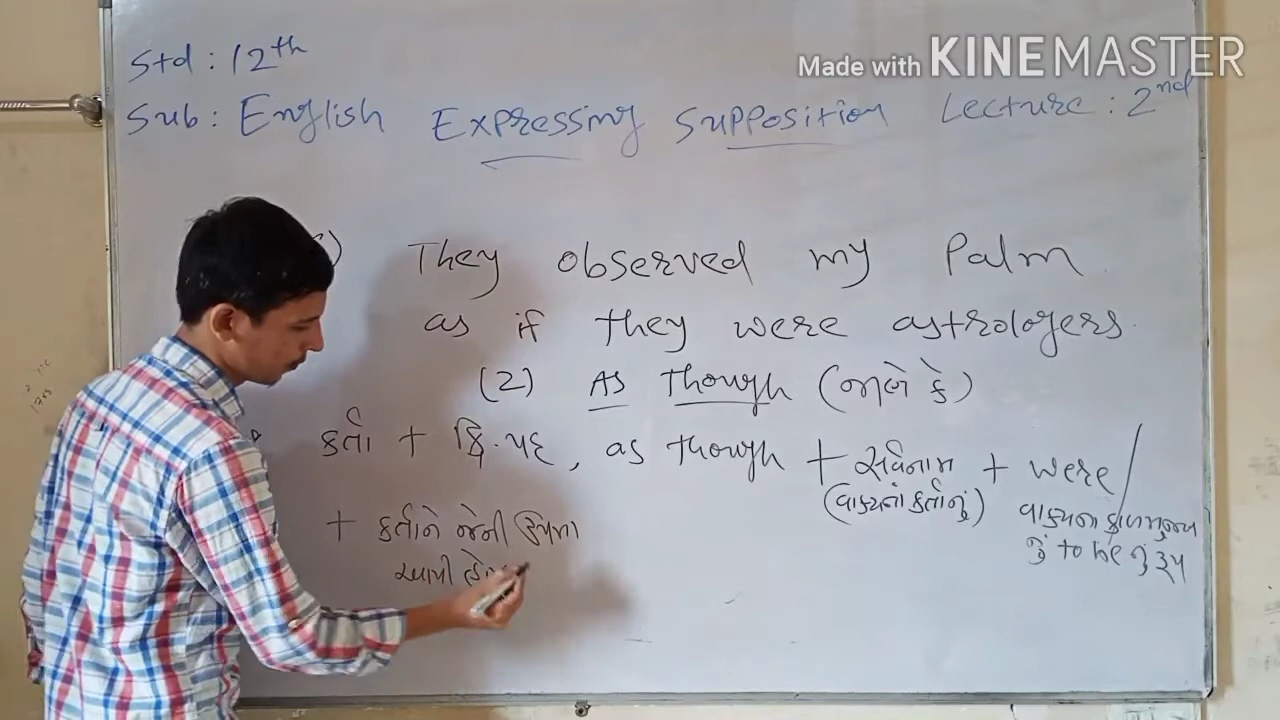 Made with KINEMASTER
Std : 12th
Sub : English Expressing Supposition Lecture : 2nd
They observed my Palm
as if they were astrologers.
(2) As Though (જાણે કે)
કર્તા + ક્રિ.પદ, as though + સર્વનામ + were /
(વાક્યનાં કર્તાનું) વાક્યના કાળ મુજબ
+ કર્તાને જેની ઉપમા નું to be નું રૂપ
આપી